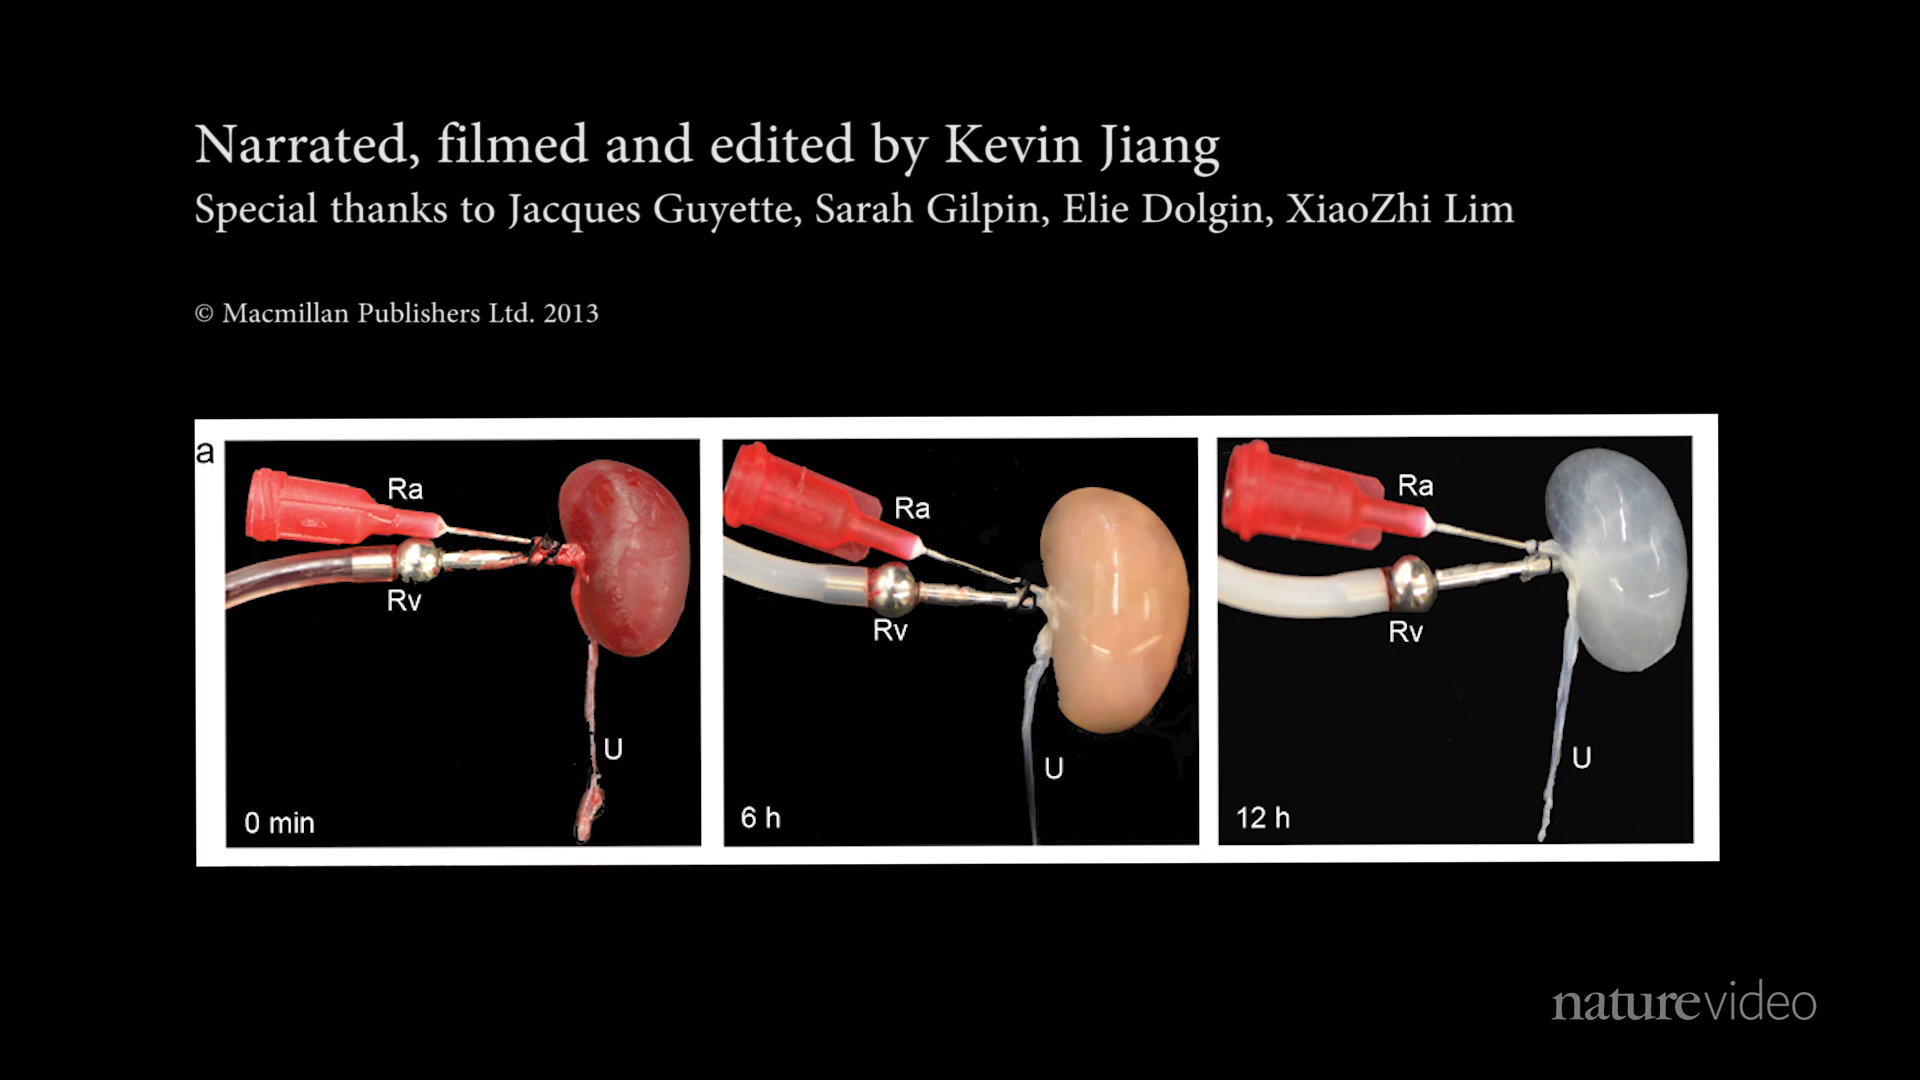 Narrated, filmed and edited by Kevin Jiang
Special thanks to Jacques Guyette, Sarah Gilpin, Elie Dolgin, XiaoZhi Lim
© Macmillan Publishers Ltd. 2013
a
Ra
Rv
U
0 min
Ra
Rv
U
6 h
Ra
Rv
U
12 h
naturevideo